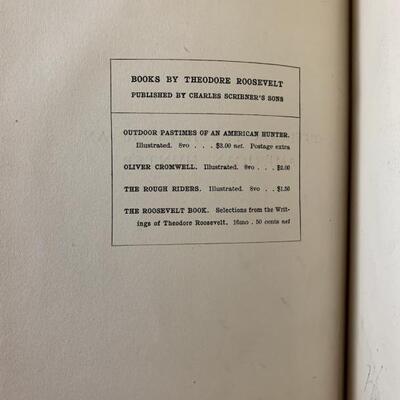 BOOKS BY THEODORE ROOSEVELT
PUBLISHED BY CHARLES SCRIBNER'S SONS
OUTDOOR PASTIMES OF AN AMERICAN HUNTER.
Illustrated. 8vo . . . $3.00 net. Postage extra
OLIVER CROMWELL. Illustrated. 8vo . . . $2.00
THE ROUGH RIDERS. Illustrated. 8vo . . . $1.50
THE ROOSEVELT BOOK. Selections from the Writ-
ings of Theodore Roosevelt. 16mo . 50 cents net